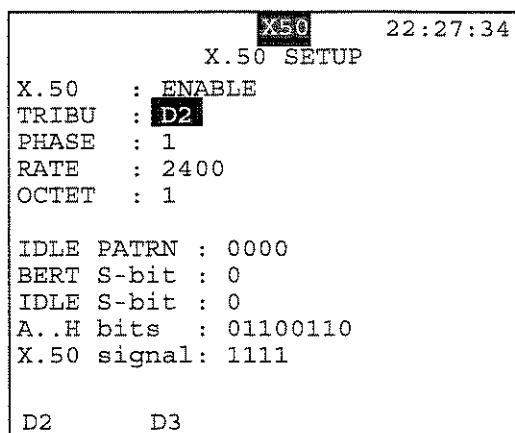 X50 22:27:34
X.50 SETUP
X.50 : ENABLE
TRIBU : D2
PHASE : 1
RATE : 2400
OCTET : 1
IDLE PATRN : 0000
BERT S-bit : 0
IDLE S-bit : 0
A..H bits : 01100110
X.50 signal: 1111
D2 D3